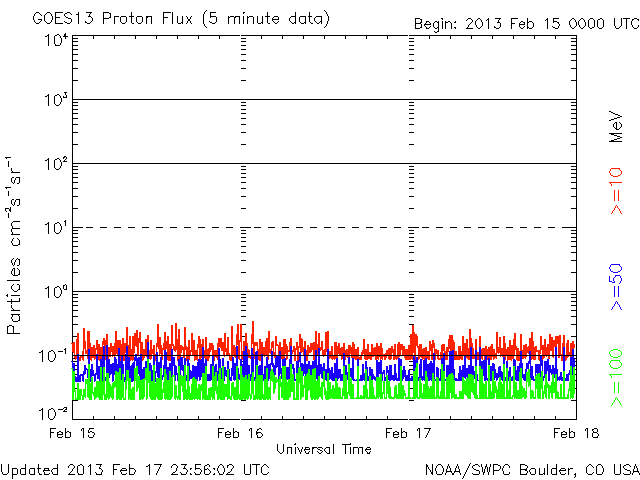 GOES13 Proton Flux (5 minute data)
Begin: 2013 Feb 15 0000 UTC
Particles cm⁻²s⁻¹sr⁻¹
10⁴
10³
10²
10¹
10⁰
10⁻¹
10⁻²
Feb 15
Feb 16
Feb 17
Feb 18
Universal Time
MeV
>=10
>=50
>=100
Updated 2013 Feb 17 23:56:02 UTC
NOAA/SWPC Boulder, CO USA